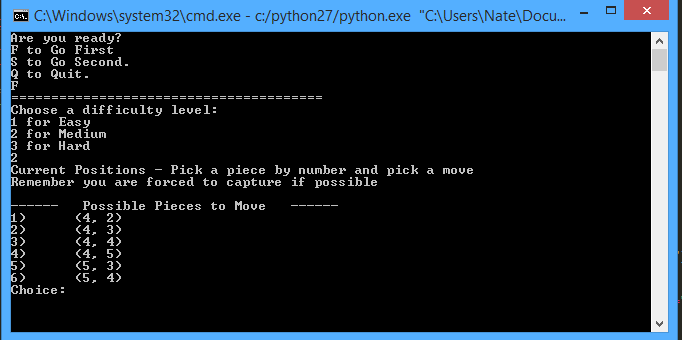 C:\Windows\system32\cmd.exe - c:/python27/python.exe "C:\Users\Nate\Docu...
Are you ready?
F to Go First
S to Go Second.
Q to Quit.
F
=======================================
Choose a difficulty level:
1 for Easy
2 for Medium
3 for Hard
2
Current Positions - Pick a piece by number and pick a move
Remember you are forced to capture if possible
------   Possible Pieces to Move   ------
1)      (4, 2)
2)      (4, 3)
3)      (4, 4)
4)      (4, 5)
5)      (5, 3)
6)      (5, 4)
Choice: